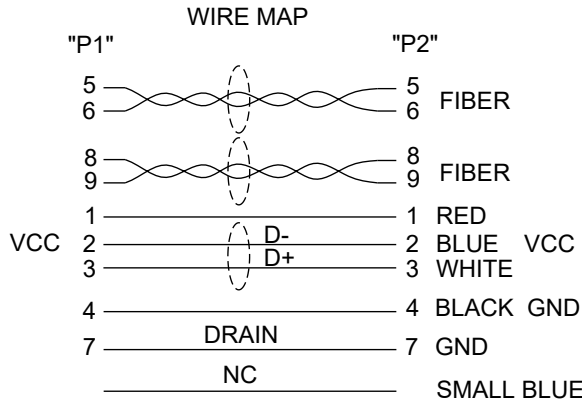 WIRE MAP
"P1" "P2"
5 5
6 6 FIBER
8 8
9 9 FIBER
1 1 RED
VCC 2 D- 2 BLUE VCC
3 D+ 3 WHITE
4 4 BLACK GND
7 DRAIN 7 GND
NC SMALL BLUE